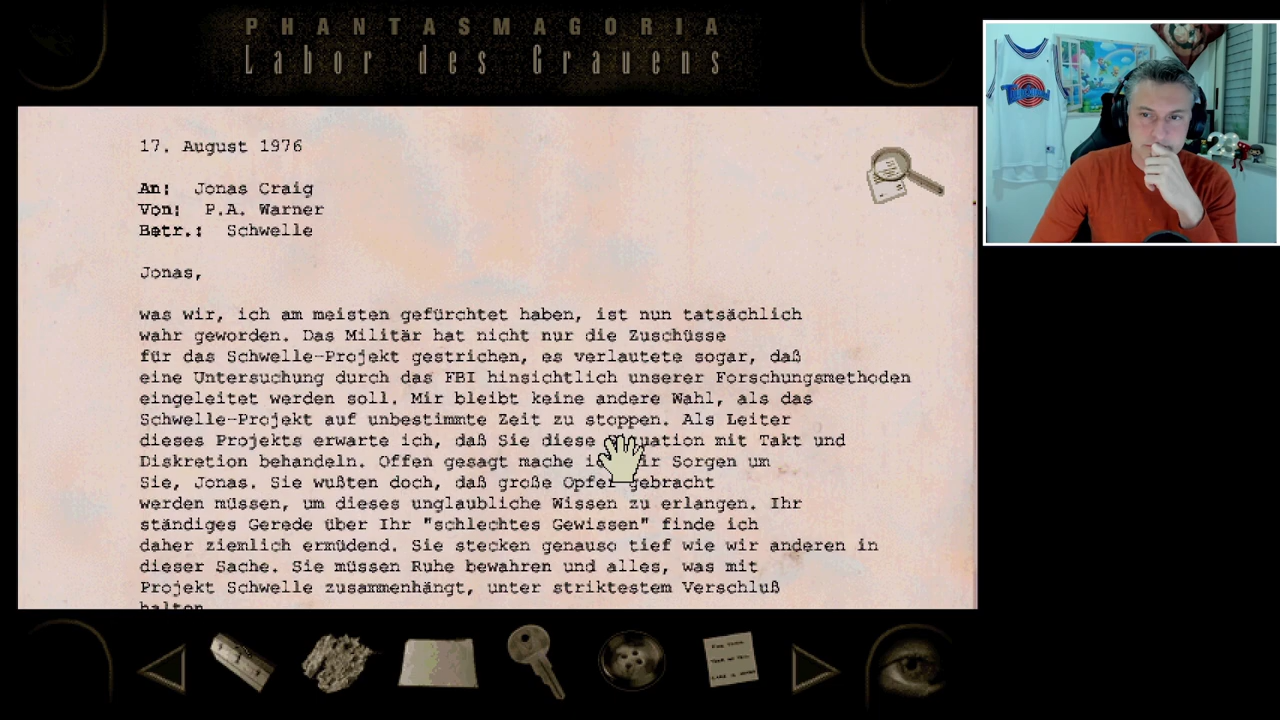 PHANTASMAGORIA
Labor des Grauens
17. August 1976
An: Jonas Craig
Von: P.A. Warner
Betr.: Schwelle
Jonas,
was wir, ich am meisten gefürchtet haben, ist nun tatsächlich
wahr geworden. Das Militär hat nicht nur die Zuschüsse
für das Schwelle-Projekt gestrichen, es verlautete sogar, daß
eine Untersuchung durch das FBI hinsichtlich unserer Forschungsmethoden
eingeleitet werden soll. Mir bleibt keine andere Wahl, als das
Schwelle-Projekt auf unbestimmte Zeit zu stoppen. Als Leiter
dieses Projekts erwarte ich, daß Sie diese mit Takt und
Diskretion behandeln. Offen gesagt mache Sorgen um
Sie, Jonas. Sie wußten doch, daß große Opfer gebracht
werden müssen, um dieses unglaubliche Wissen zu erlangen. Ihr
ständiges Gerede über Ihr "schlechtes Gewissen" finde ich
daher ziemlich ermüdend. Sie stecken genauso tief wie wir anderen in
dieser Sache. Sie müssen Ruhe bewahren und alles, was mit
Projekt Schwelle zusammenhängt, unter striktestem Verschluß
halten